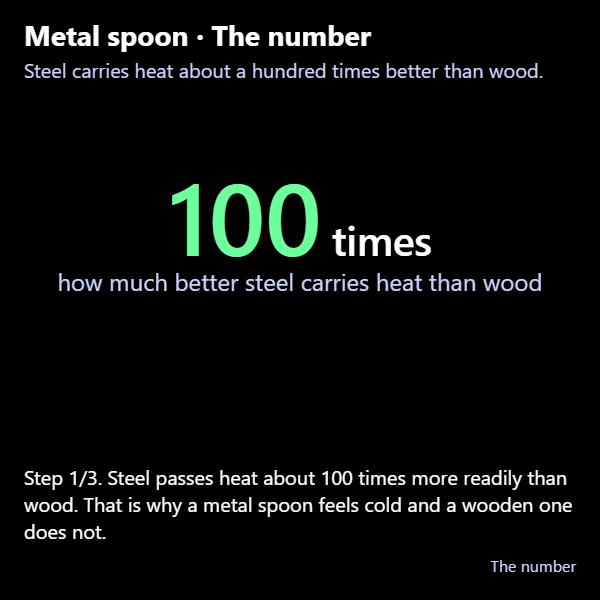 Metal spoon · The number
Steel carries heat about a hundred times better than wood.
100 times
how much better steel carries heat than wood
Step 1/3. Steel passes heat about 100 times more readily than
wood. That is why a metal spoon feels cold and a wooden one
does not.
The number